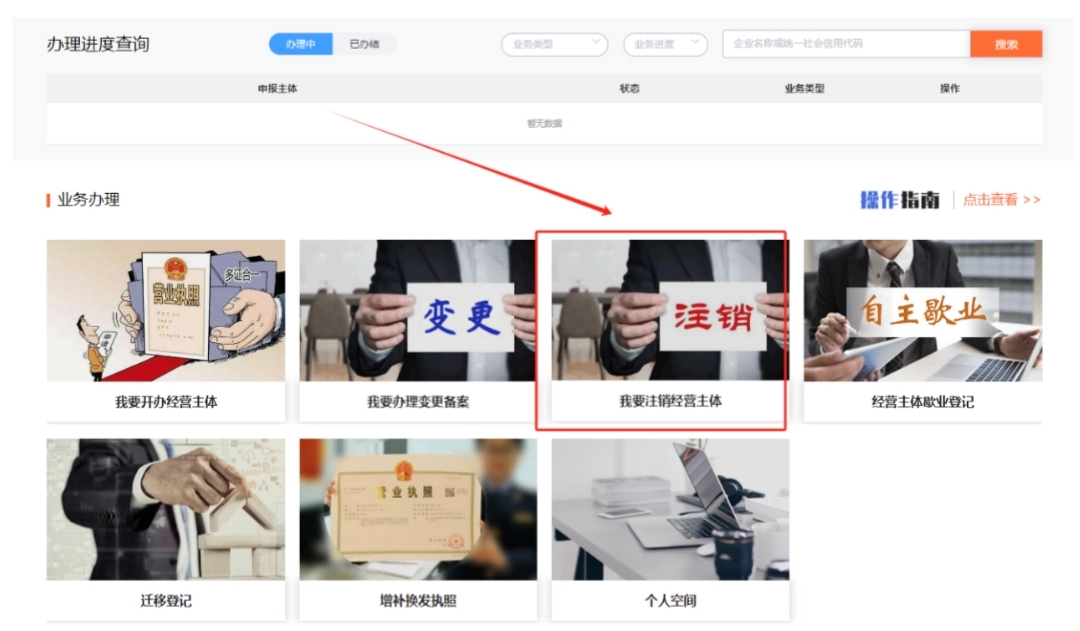 办理进度查询
办理中
已办结
业务类型
业务进度
企业名称或统一社会信用代码
搜索
申报主体
状态
业务类型
操作
暂无数据
业务办理
操作指南
点击查看 >>
多证合一
营业执照
申请
变更
注销
自主歇业
我要开办经营主体
我要办理变更备案
我要注销经营主体
经营主体歇业登记
营业执照
迁移登记
增补换发执照
个人空间